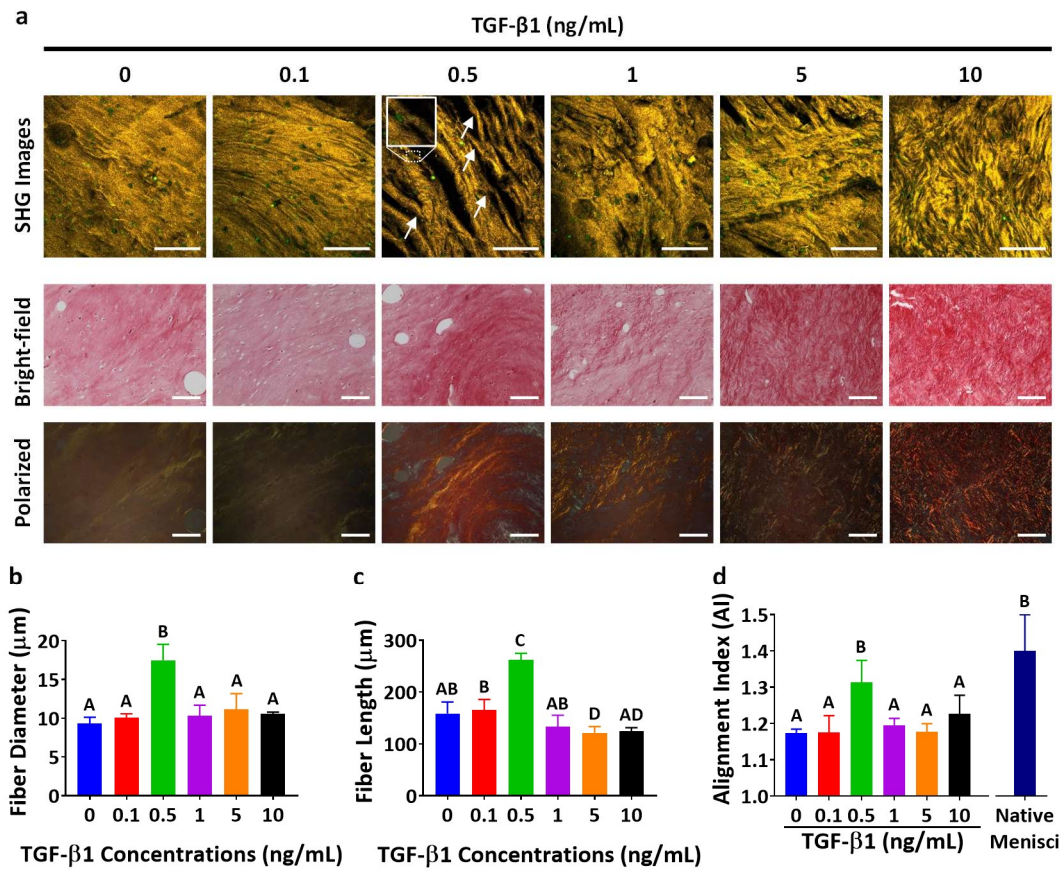 a
TGF-β1 (ng/mL)
0 0.1 0.5 1 5 10
SHG Images
Bright-field
Polarized
b
Fiber Diameter (μm)
20
15
10
5
0
A A B A A A
0 0.1 0.5 1 5 10
TGF-β1 Concentrations (ng/mL)
c
Fiber Length (μm)
300
200
100
0
AB B C AB D AD
0 0.1 0.5 1 5 10
TGF-β1 Concentrations (ng/mL)
d
Alignment Index (AI)
1.5
1.4
1.3
1.2
1.1
1.0
A A B A A A B
0 0.1 0.5 1 5 10
TGF-β1 (ng/mL)
Native
Menisci